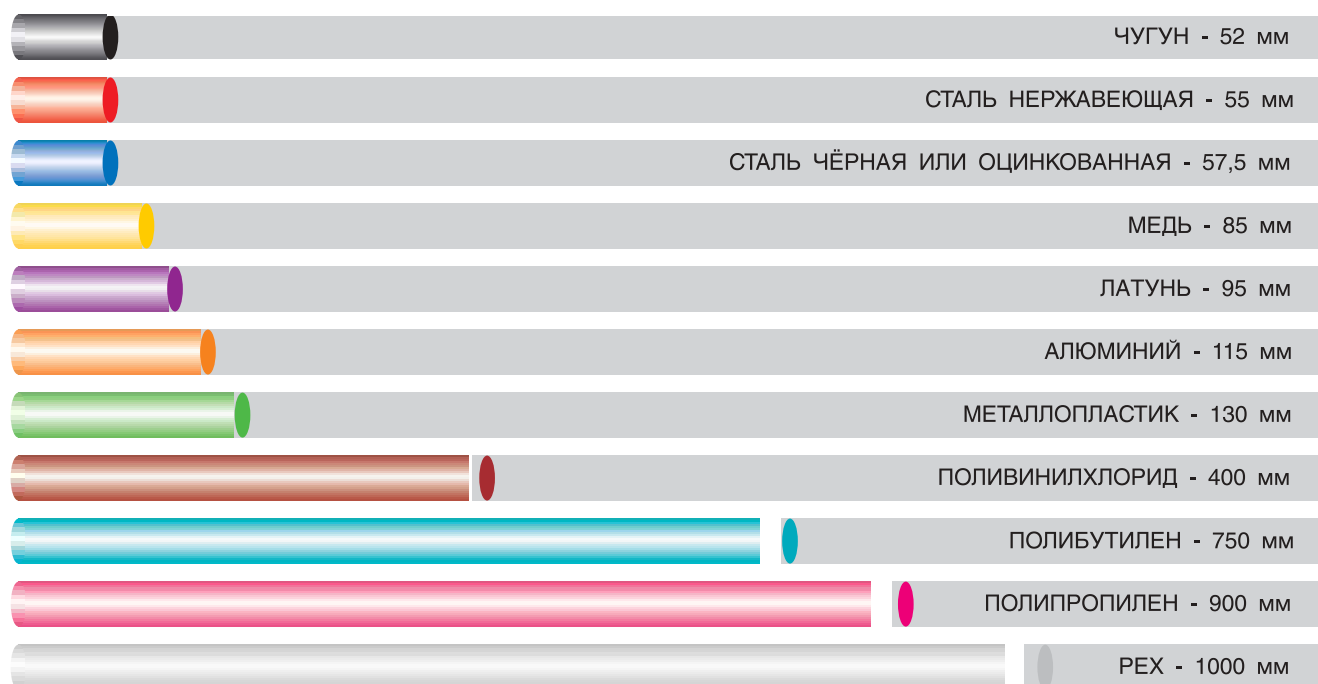 ЧУГУН - 52 мм
СТАЛЬ НЕРЖАВЕЮЩАЯ - 55 мм
СТАЛЬ ЧЁРНАЯ ИЛИ ОЦИНКОВАННАЯ - 57,5 мм
МЕДЬ - 85 мм
ЛАТУНЬ - 95 мм
АЛЮМИНИЙ - 115 мм
МЕТАЛЛОПЛАСТИК - 130 мм
ПОЛИВИНИЛХЛОРИД - 400 мм
ПОЛИБУТИЛЕН - 750 мм
ПОЛИПРОПИЛЕН - 900 мм
PEX - 1000 мм